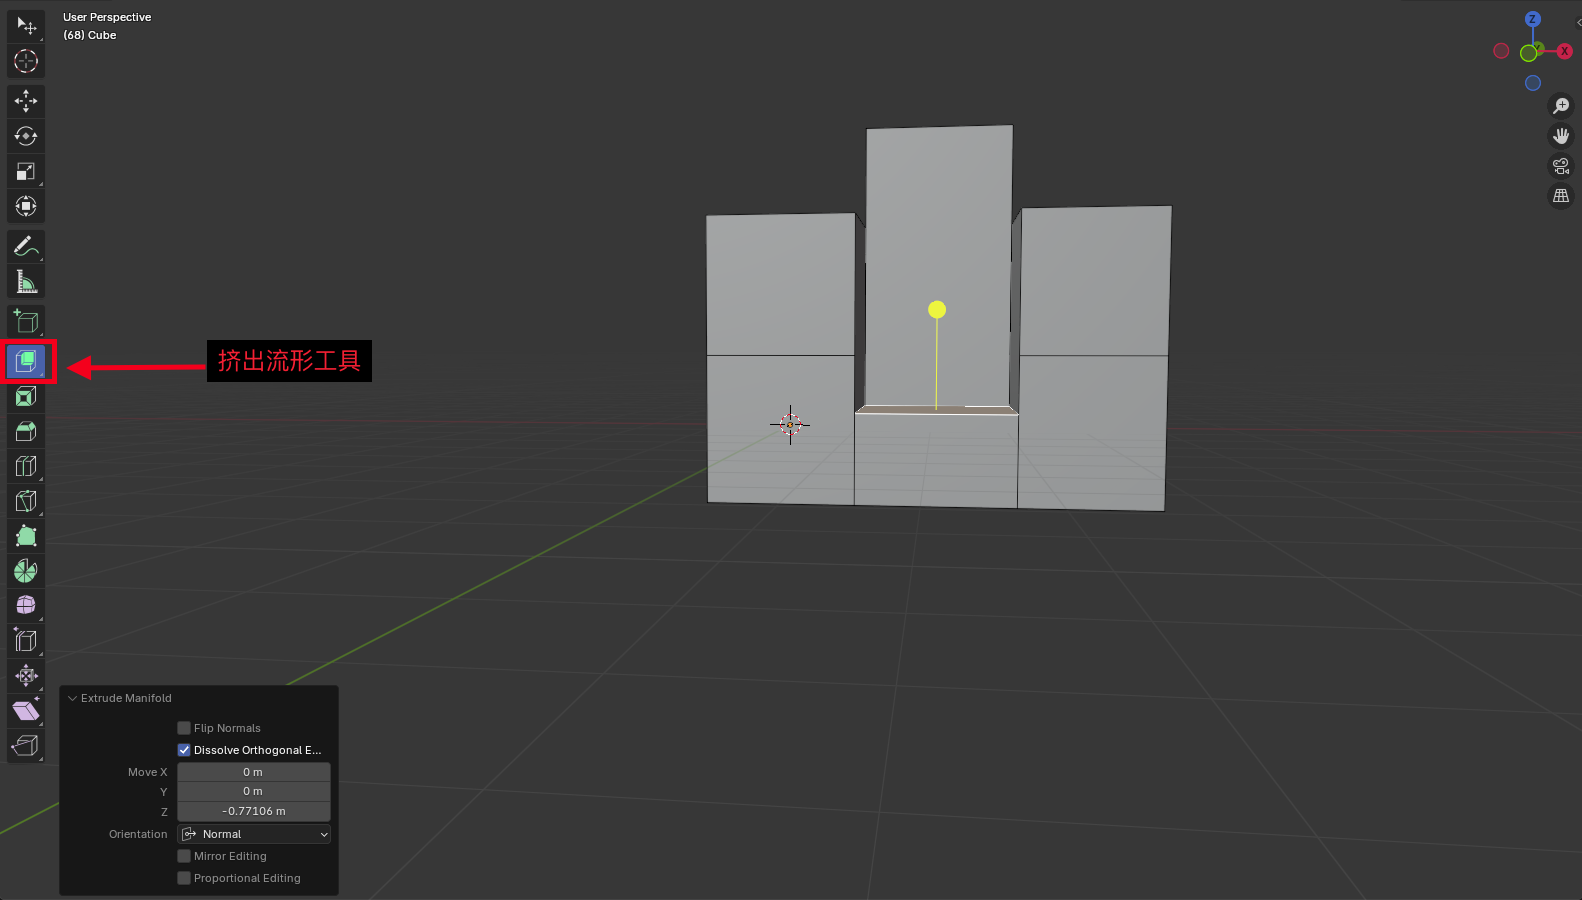 User Perspective
(68) Cube
Z
X
挤出流形工具
Extrude Manifold
Flip Normals
Dissolve Orthogonal E...
Move X 0 m
Y 0 m
Z -0.77106 m
Orientation Normal
Mirror Editing
Proportional Editing